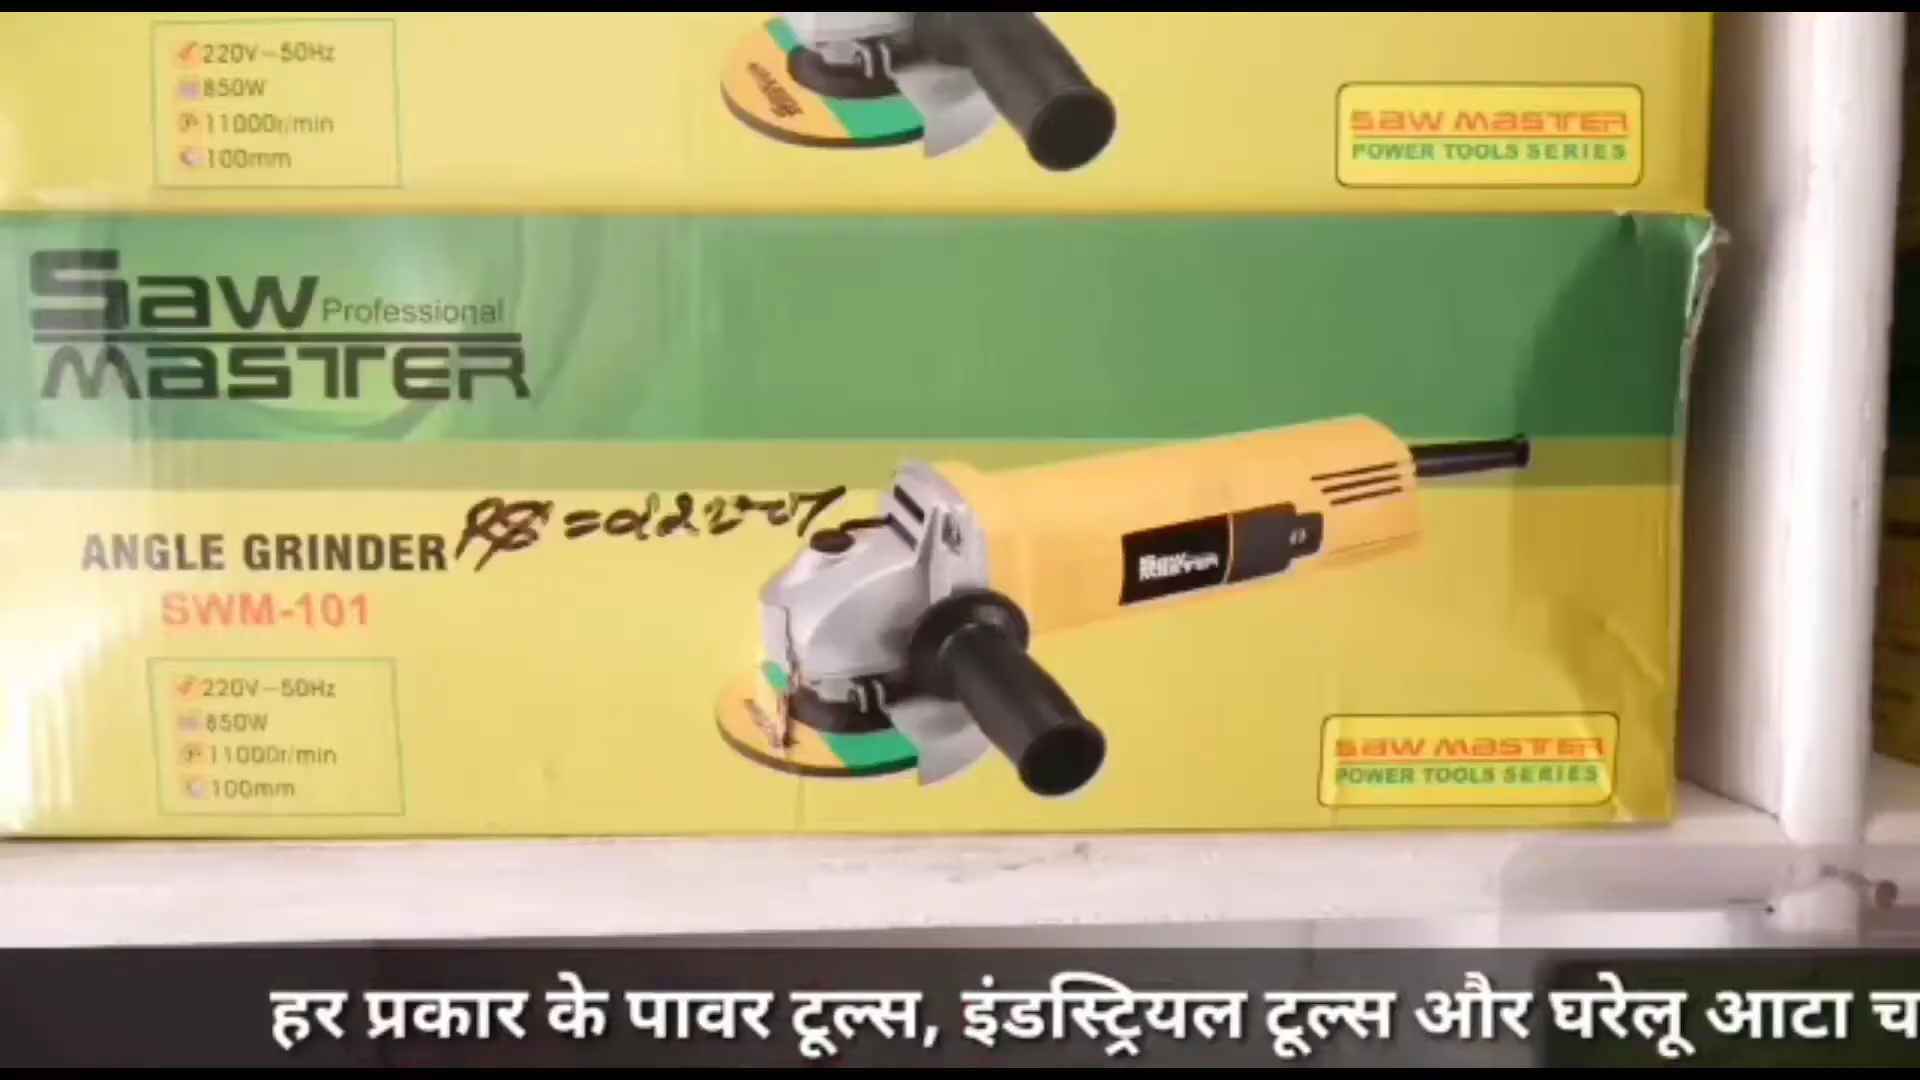 220V~50Hz
850W
11000r/min
100mm
SAW MASTER
POWER TOOLS SERIES
SAW Professional
MASTER
ANGLE GRINDER
SWM-101
220V~50Hz
850W
11000r/min
100mm
SAW MASTER
POWER TOOLS SERIES
हर प्रकार के पावर टूल्स, इंडस्ट्रियल टूल्स और घरेलू आटा च